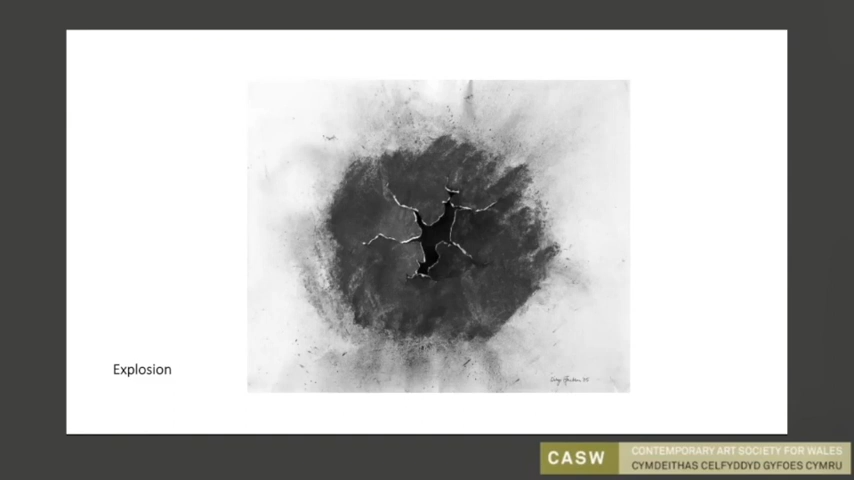 Explosion
CASW
CONTEMPORARY ART SOCIETY FOR WALES
CYMDEITHAS CELFYDDYD GYFOES CYMRU